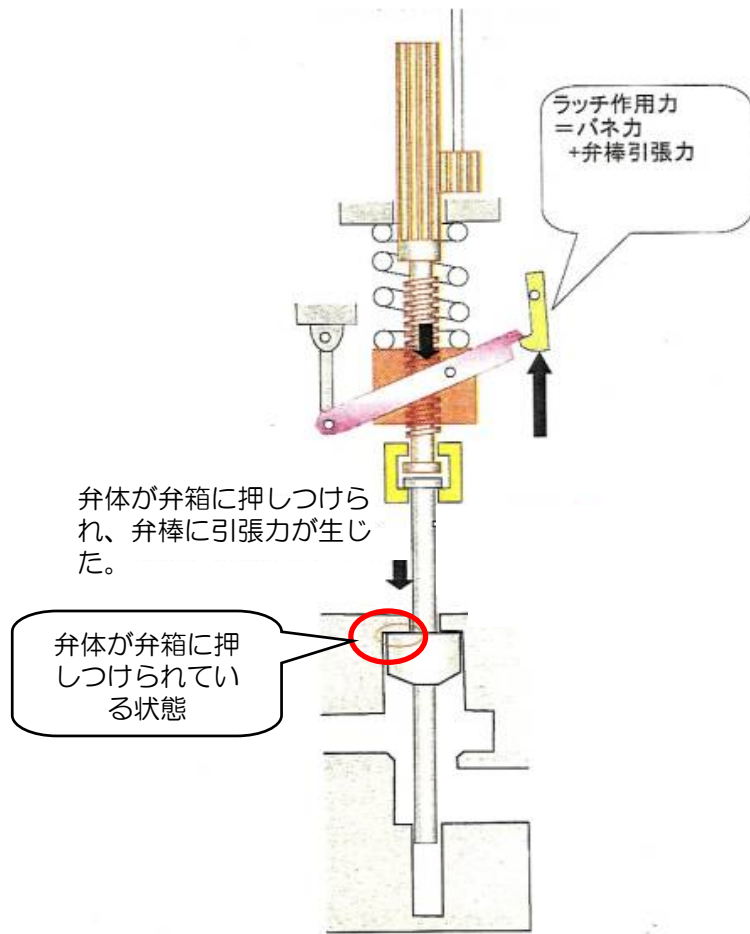 ラッチ作用力
＝バネ力
+弁棒引張力
弁体が弁箱に押しつけら
れ、弁棒に引張力が生じ
た。
弁体が弁箱に押
しつけられてい
る状態